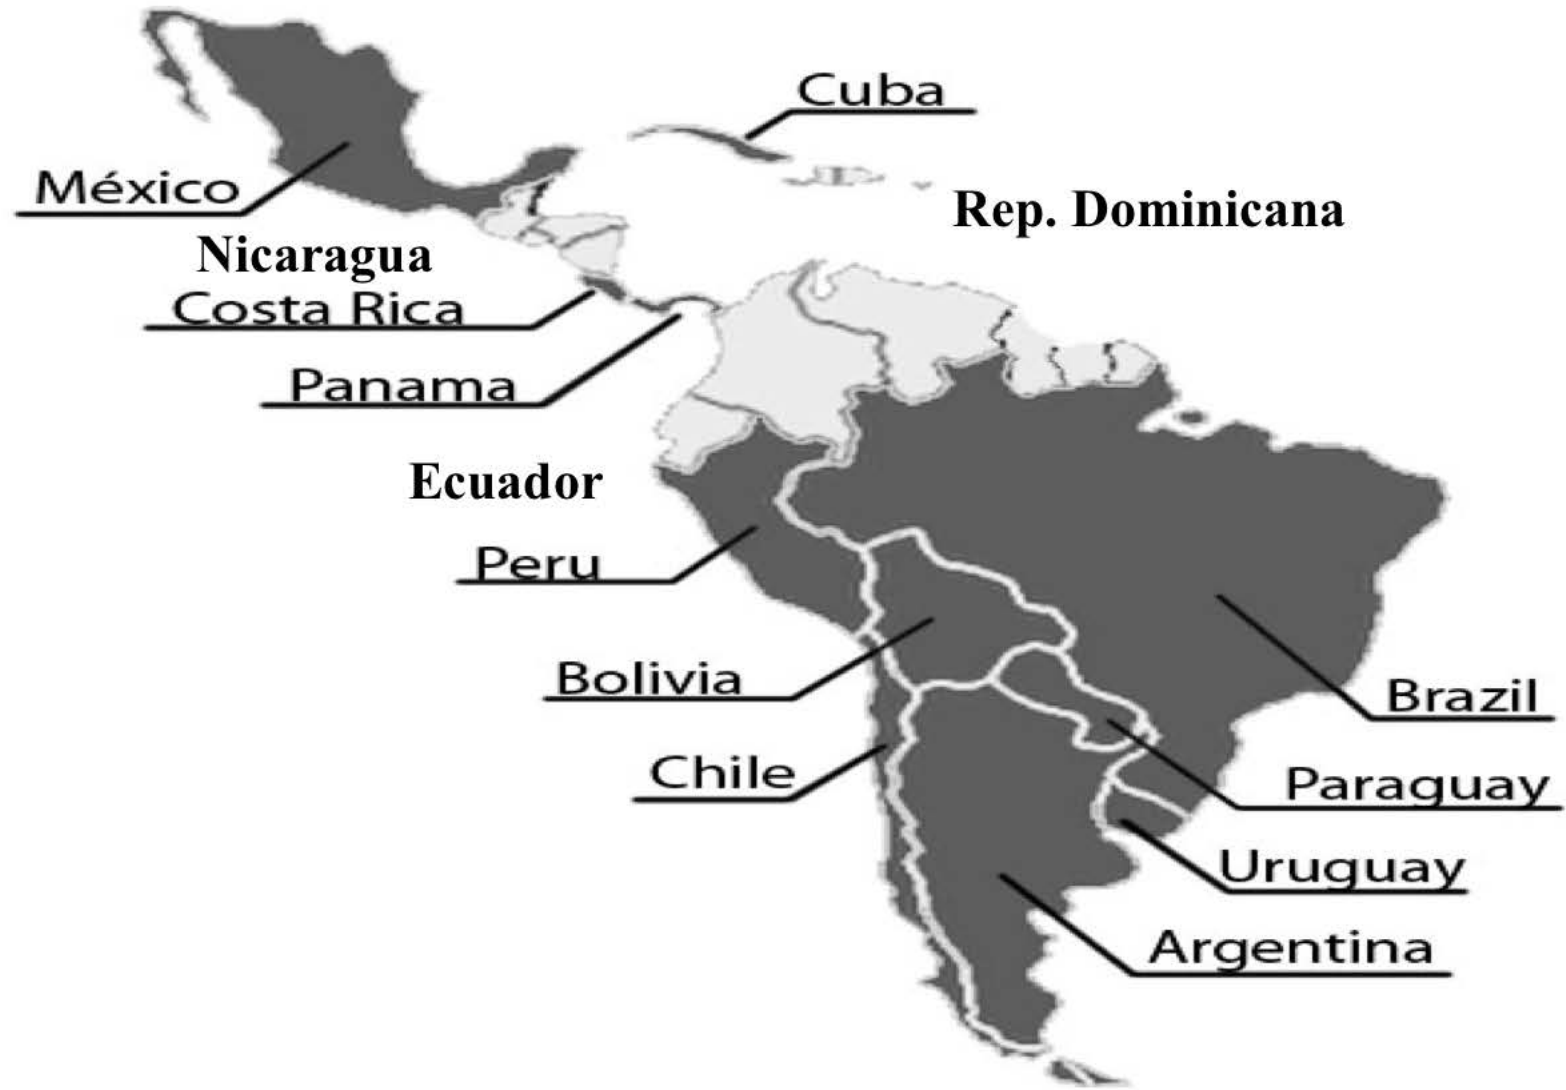 Cuba
México
Rep. Dominicana
Nicaragua
Costa Rica
Panama
Ecuador
Peru
Bolivia
Brazil
Chile
Paraguay
Uruguay
Argentina